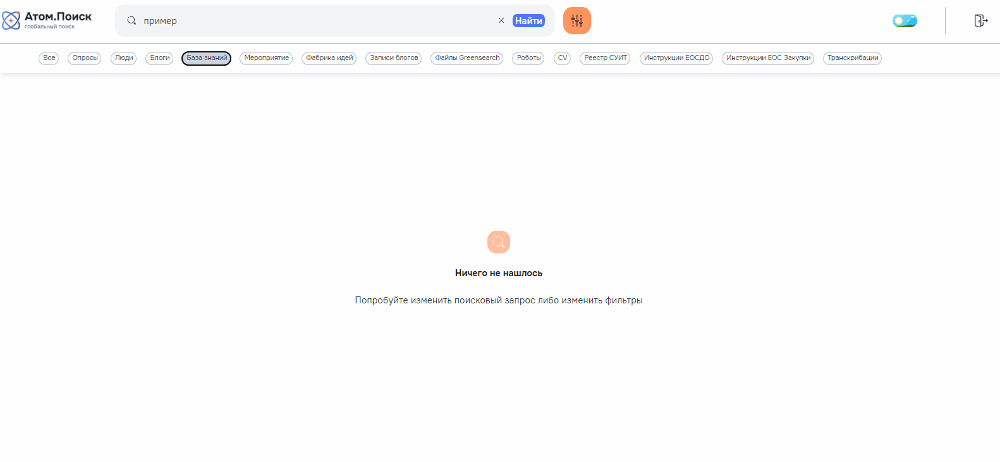 Атом.Поиск
глобальный поиск
пример
Найти
Все
Опросы
Люди
Блоги
База знаний
Мероприятие
Фабрика идей
Записи блогов
Файлы Greensearch
Роботы
CV
Реестр СУИТ
Инструкции ЕОСДО
Инструкции ЕОС Закупки
Транскрибации
Ничего не нашлось
Попробуйте изменить поисковый запрос либо изменить фильтры